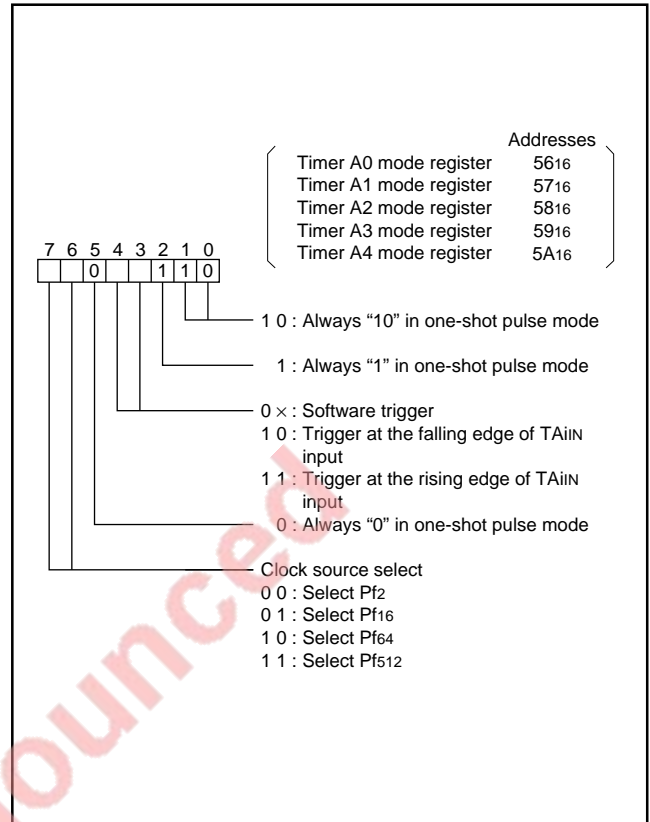 Addresses
Timer A0 mode register 5616
Timer A1 mode register 5716
Timer A2 mode register 5816
Timer A3 mode register 5916
Timer A4 mode register 5A16
7 6 5 4 3 2 1 0
0 1 1 0
1 0 : Always “10” in one-shot pulse mode
1 : Always “1” in one-shot pulse mode
0 × : Software trigger
1 0 : Trigger at the falling edge of TAiIN
input
1 1 : Trigger at the rising edge of TAiIN
input
0 : Always “0” in one-shot pulse mode
Clock source select
0 0 : Select Pf2
0 1 : Select Pf16
1 0 : Select Pf64
1 1 : Select Pf512
ounced